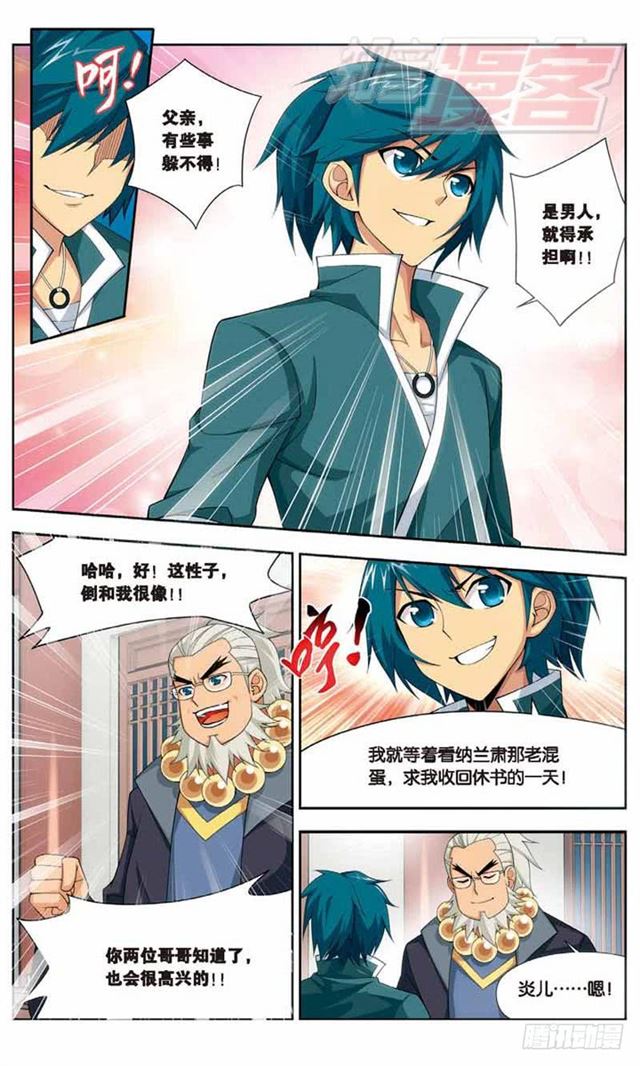 呵！
父亲，
有些事
躲不得！
是男人，
就得承
担啊！！
漫客
哈哈，好！这性子，
倒和我很像！！
哼！
我就等着看纳兰肃那老混
蛋，求我收回休书的一天！
你两位哥哥知道了，
也会很高兴的！！
炎儿……嗯！
腾讯动漫